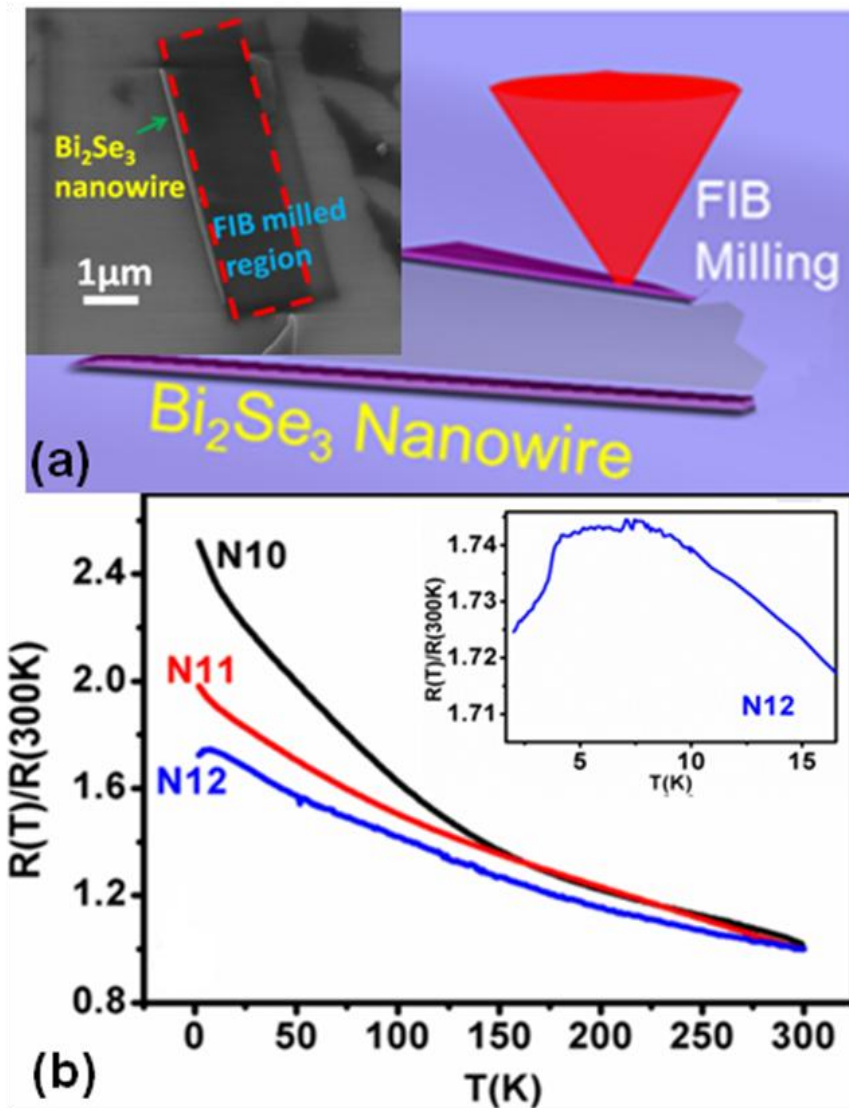 Bi₂Se₃
nanowire
FIB milled
region
1μm
FIB
Milling
Bi₂Se₃ Nanowire
(a)
R(T)/R(300K)
2.4
2.0
1.6
1.2
0.8
N10
N11
N12
0 50 100 150 200 250 300
T(K)
(b)
R(T)/R(300K)
1.74
1.73
1.72
1.71
N12
5 10 15
T(K)